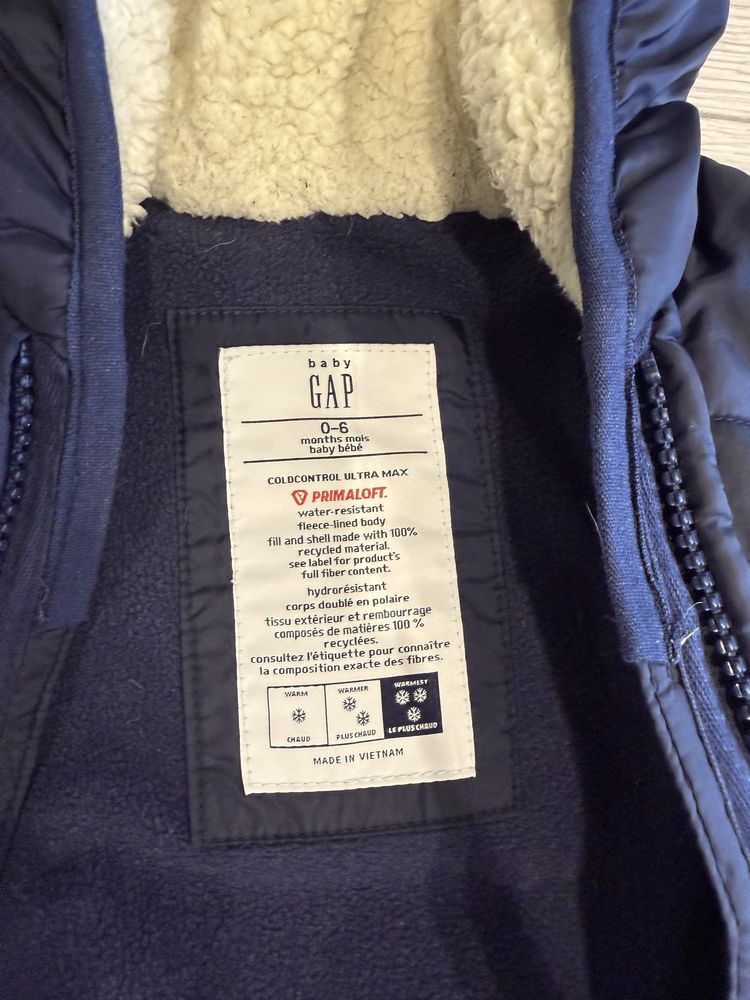 baby
GAP
0-6
months mois
baby bébé
COLDCONTROL ULTRA MAX
PRIMALOFT.
water-resistant
fleece-lined body
fill and shell made with 100%
recycled material.
see label for product's
full fiber content.
hydrorésistant
corps doublé en polaire
tissu extérieur et rembourrage
composés de matières 100 %
recyclées.
consultez l'étiquette pour connaître
la composition exacte des fibres.
WARM WARMER WARMEST
CHAUD PLUS CHAUD LE PLUS CHAUD
MADE IN VIETNAM